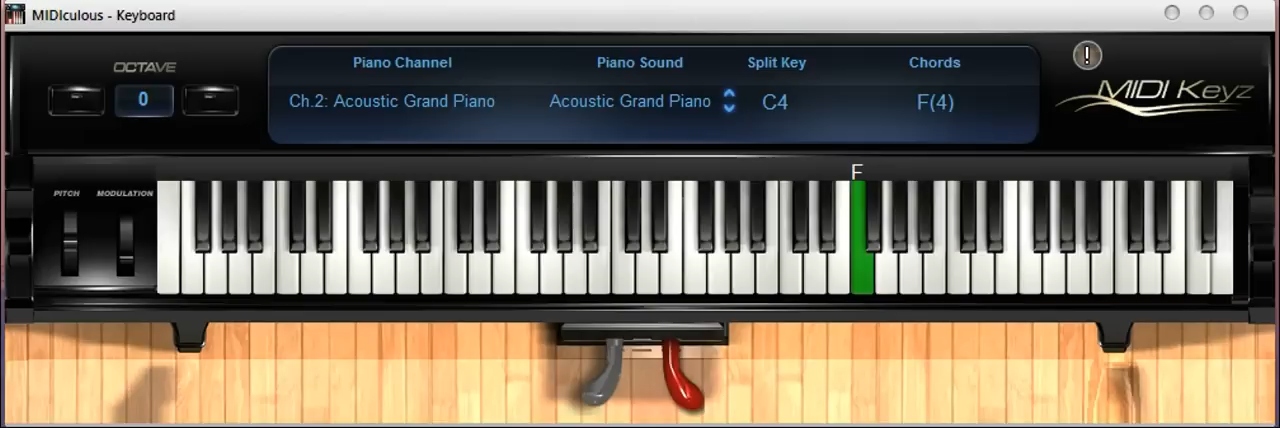 MIDIculous - Keyboard
OCTAVE
0
Piano Channel
Piano Sound
Split Key
Chords
Ch.2: Acoustic Grand Piano
Acoustic Grand Piano
C4
F(4)
!
MIDI Keyz
PITCH
MODULATION
F